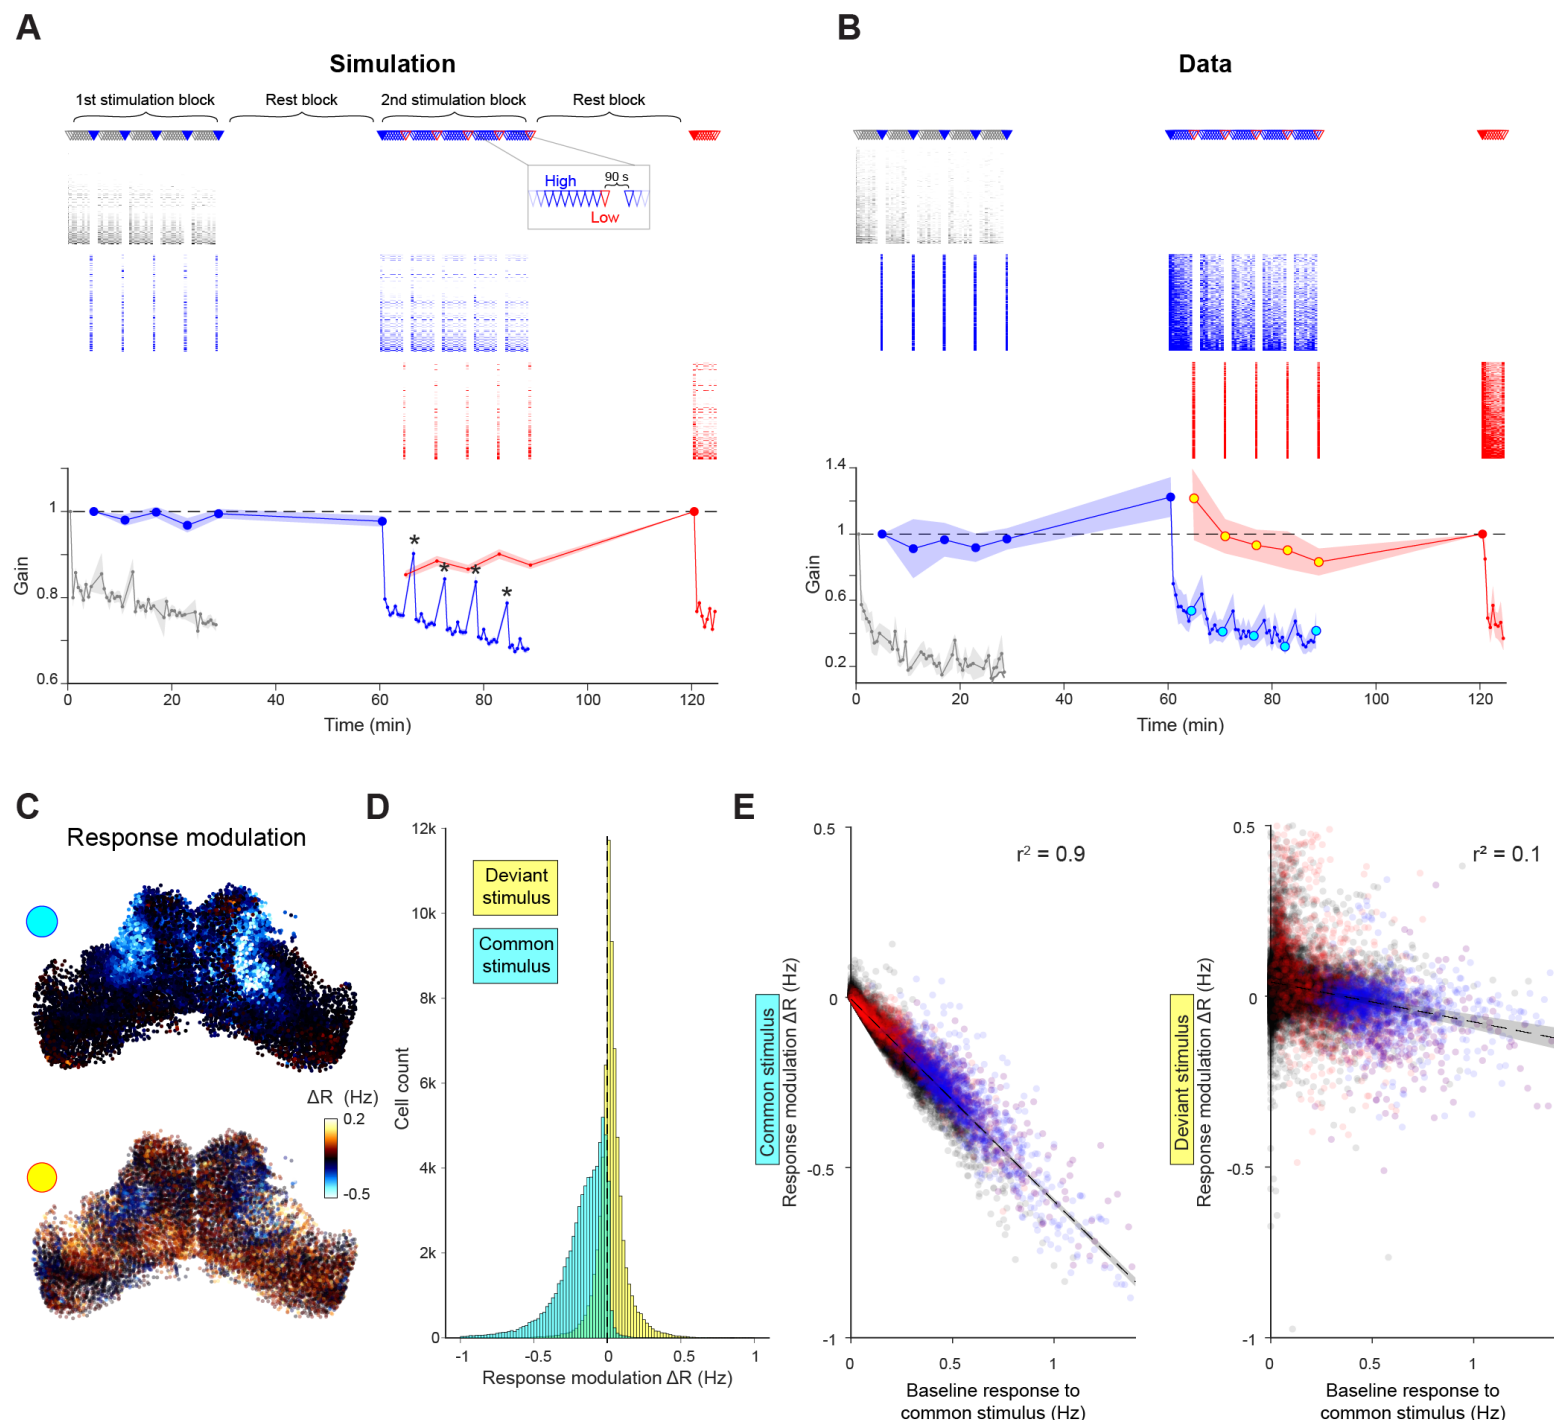 A
Simulation
1st stimulation block
Rest block
2nd stimulation block
Rest block
High
90 s
Low
* * * *
Gain
1
0.8
0.6
0 20 40 60 80 100 120
Time (min)
B
Data
Gain
1.4
1
0.6
0.2
0 20 40 60 80 100 120
Time (min)
C
Response modulation
ΔR (Hz)
0.2
-0.5
D
12k
10k
8k
6k
4k
2k
0
Cell count
Deviant
stimulus
Common
stimulus
-1 -0.5 0 0.5 1
Response modulation ΔR (Hz)
E
Common stimulus
Response modulation ΔR (Hz)
0.5
0
-0.5
-1
r² = 0.9
0 0.5 1
Baseline response to
common stimulus (Hz)
Deviant stimulus
Response modulation ΔR (Hz)
0.5
0
-0.5
-1
r² = 0.1
0 0.5 1
Baseline response to
common stimulus (Hz)